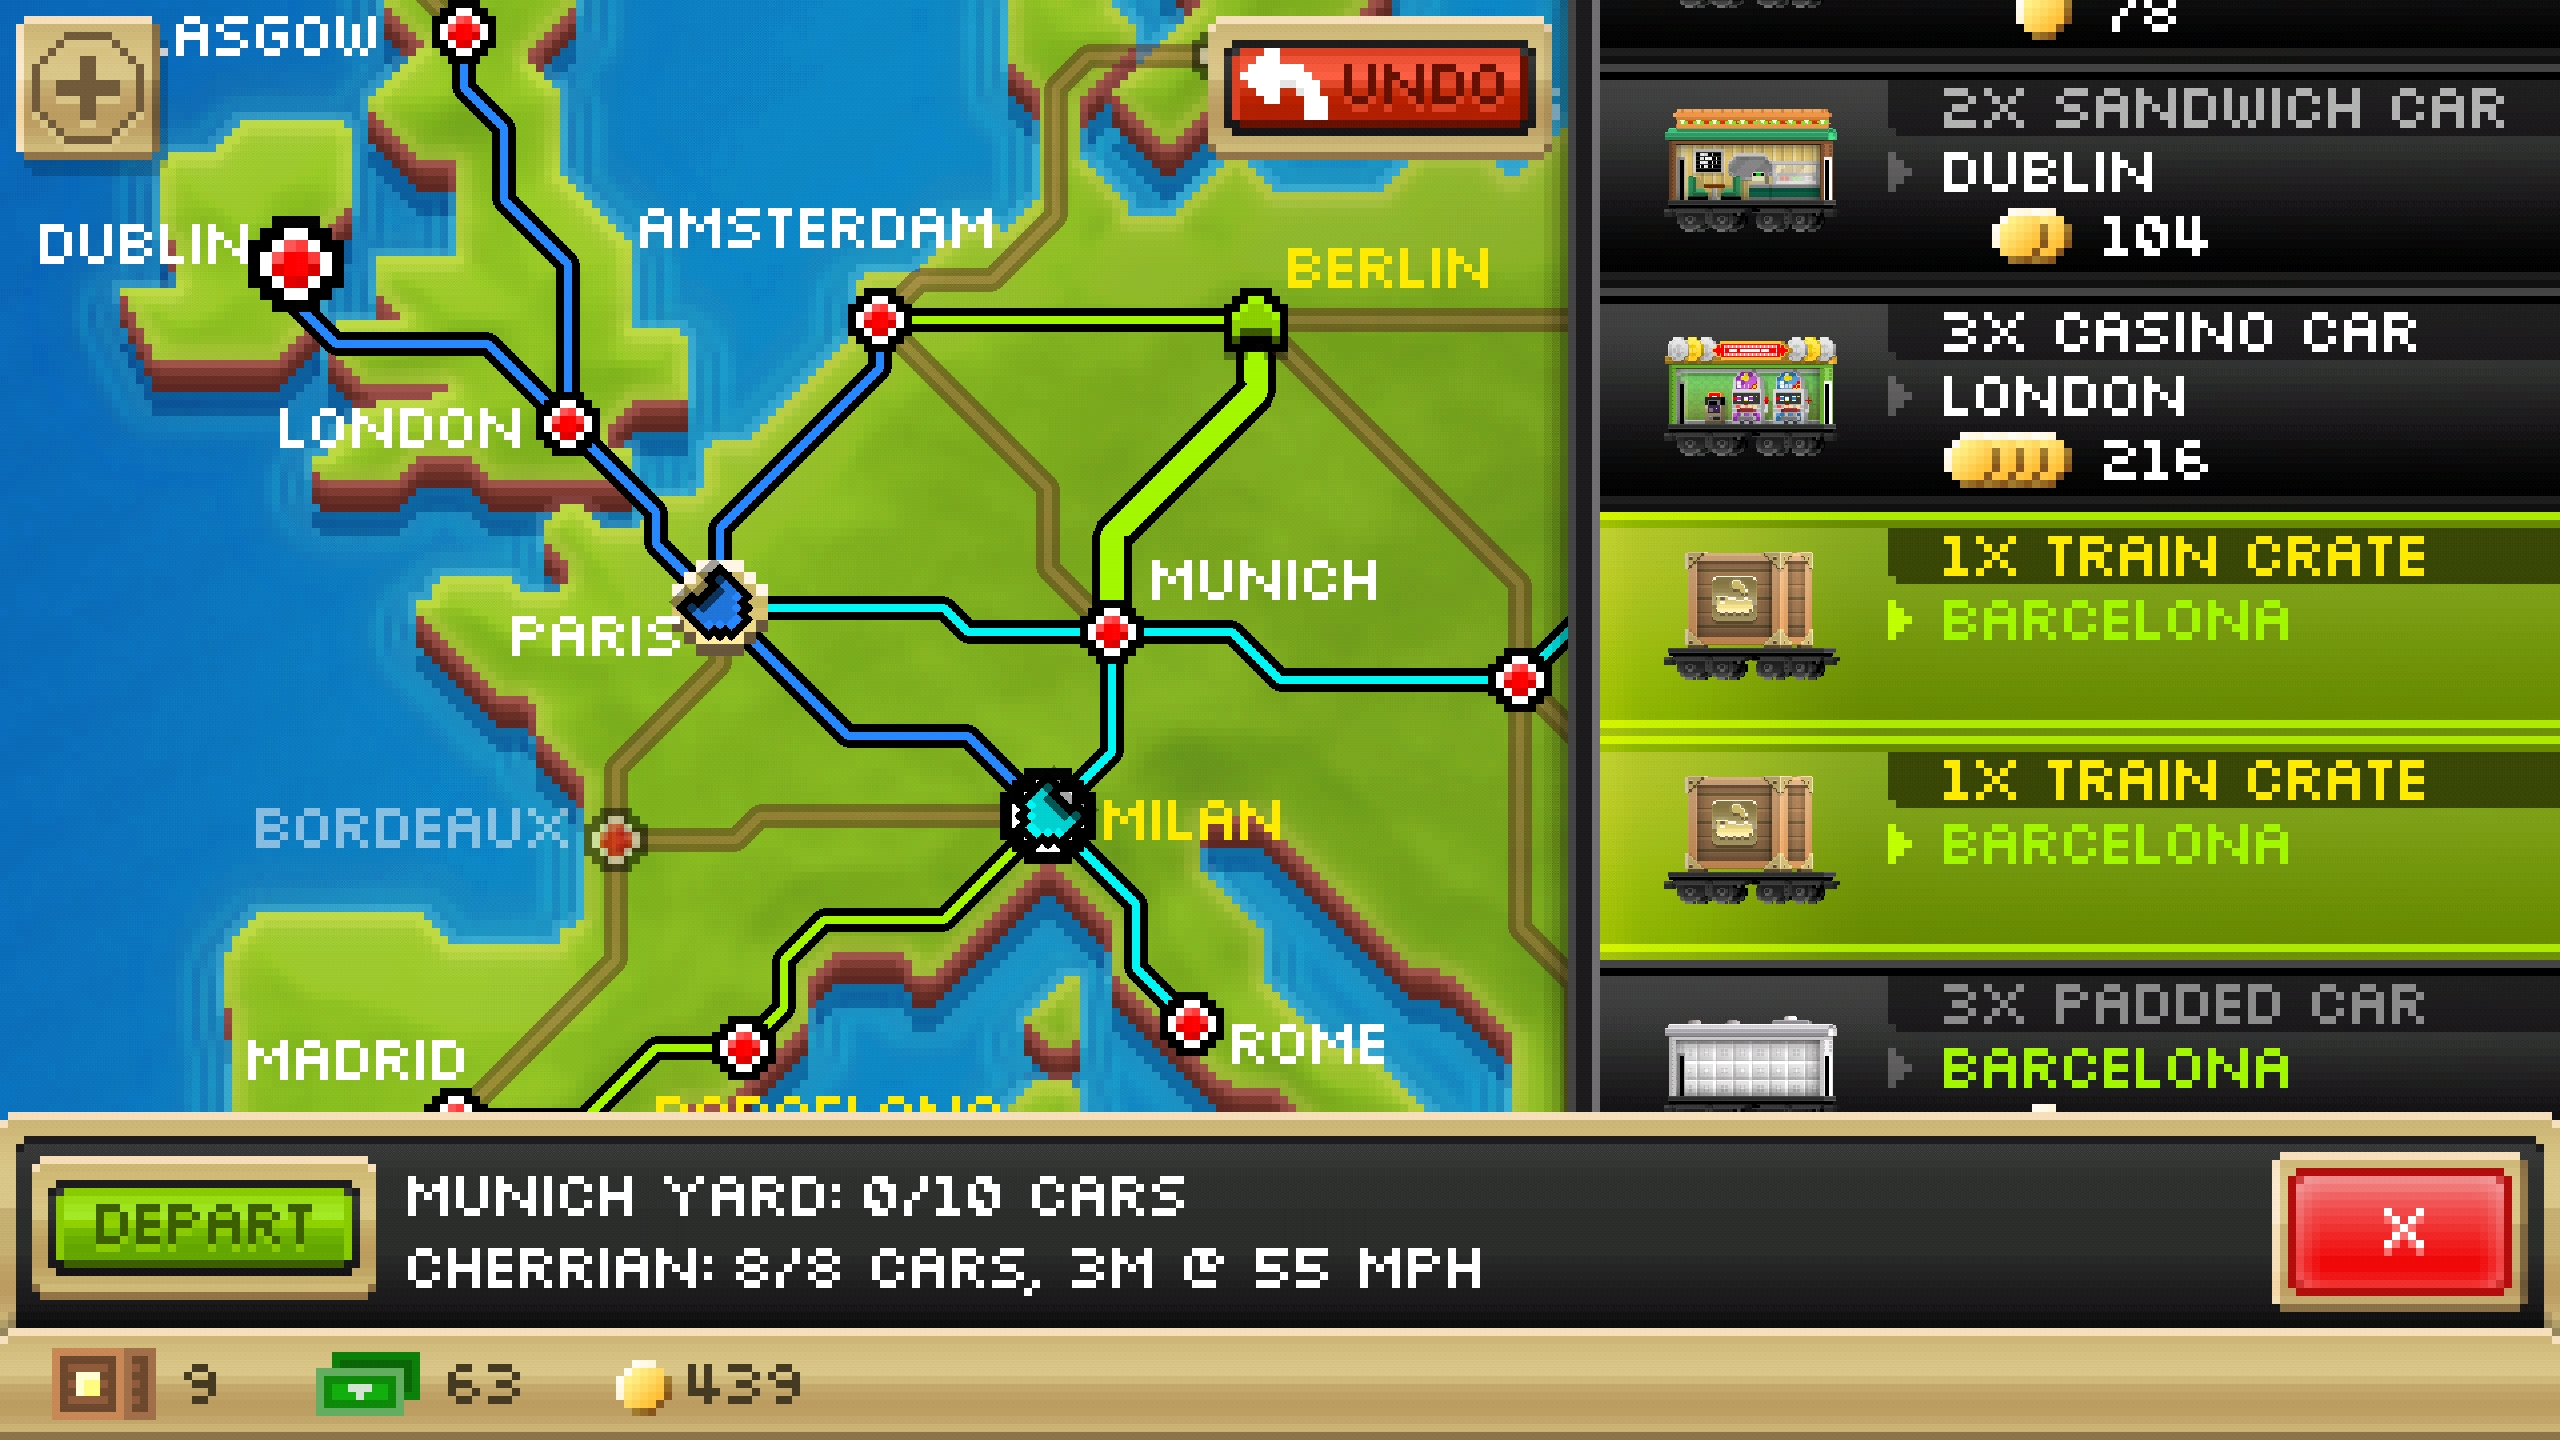 ASGOW
UNDO
DUBLIN
AMSTERDAM
BERLIN
LONDON
MUNICH
PARIS
BORDEAUX
MILAN
MADRID
ROME
BARCELONA
78
2X SANDWICH CAR
DUBLIN
104
3X CASINO CAR
LONDON
216
1X TRAIN CRATE
BARCELONA
1X TRAIN CRATE
BARCELONA
3X PADDED CAR
BARCELONA
DEPART
MUNICH YARD: 0/10 CARS
CHERRIAN: 8/8 CARS, 3M @ 55 MPH
X
9
63
439